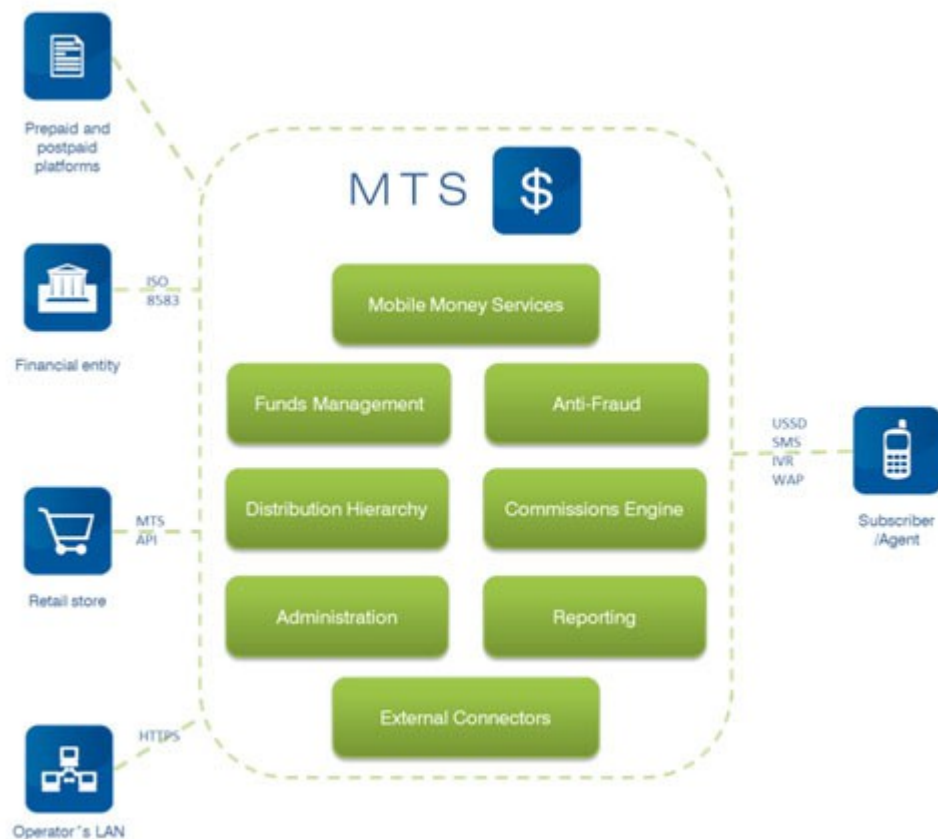 Prepaid and
postpaid
platforms
MTS $
Mobile Money Services
ISO
8583
Financial entity
Funds Management
Anti-Fraud
USSD
SMS
IVR
WAP
Subscriber
/Agent
Distribution Hierarchy
Commissions Engine
MTS
API
Retail store
Administration
Reporting
External Connectors
HTTPS
Operator´s LAN